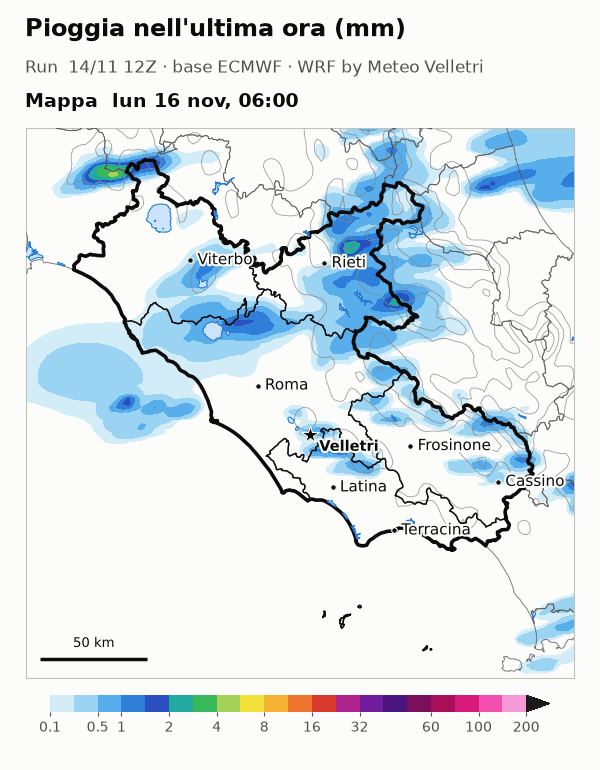 Pioggia nell'ultima ora (mm)
Run  14/11 12Z · base ECMWF · WRF by Meteo Velletri
Mappa  lun 16 nov, 06:00
Viterbo
Rieti
Roma
Velletri
Frosinone
Latina
Cassino
Terracina
50 km
0.1 0.5 1 2 4 8 16 32 60 100 200